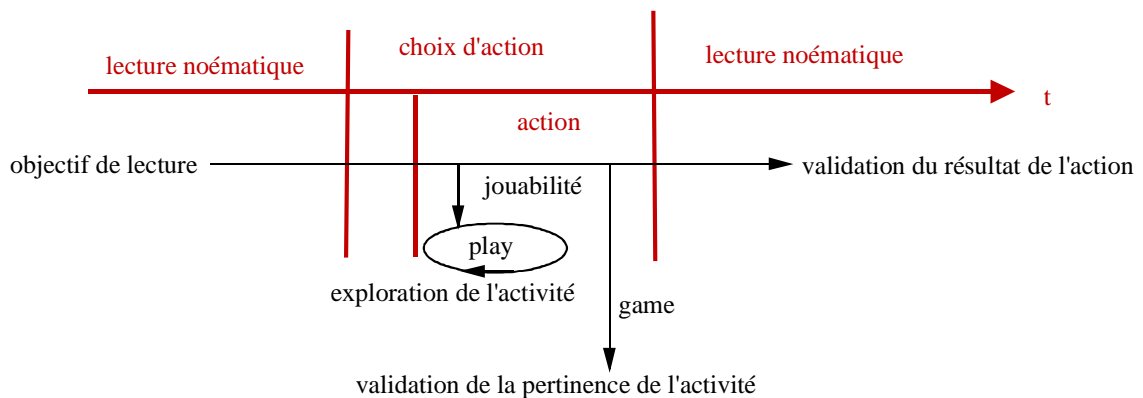 lecture noématique
choix d'action
lecture noématique
t
action
objectif de lecture
validation du résultat de l'action
jouabilité
play
exploration de l'activité
game
validation de la pertinence de l'activité